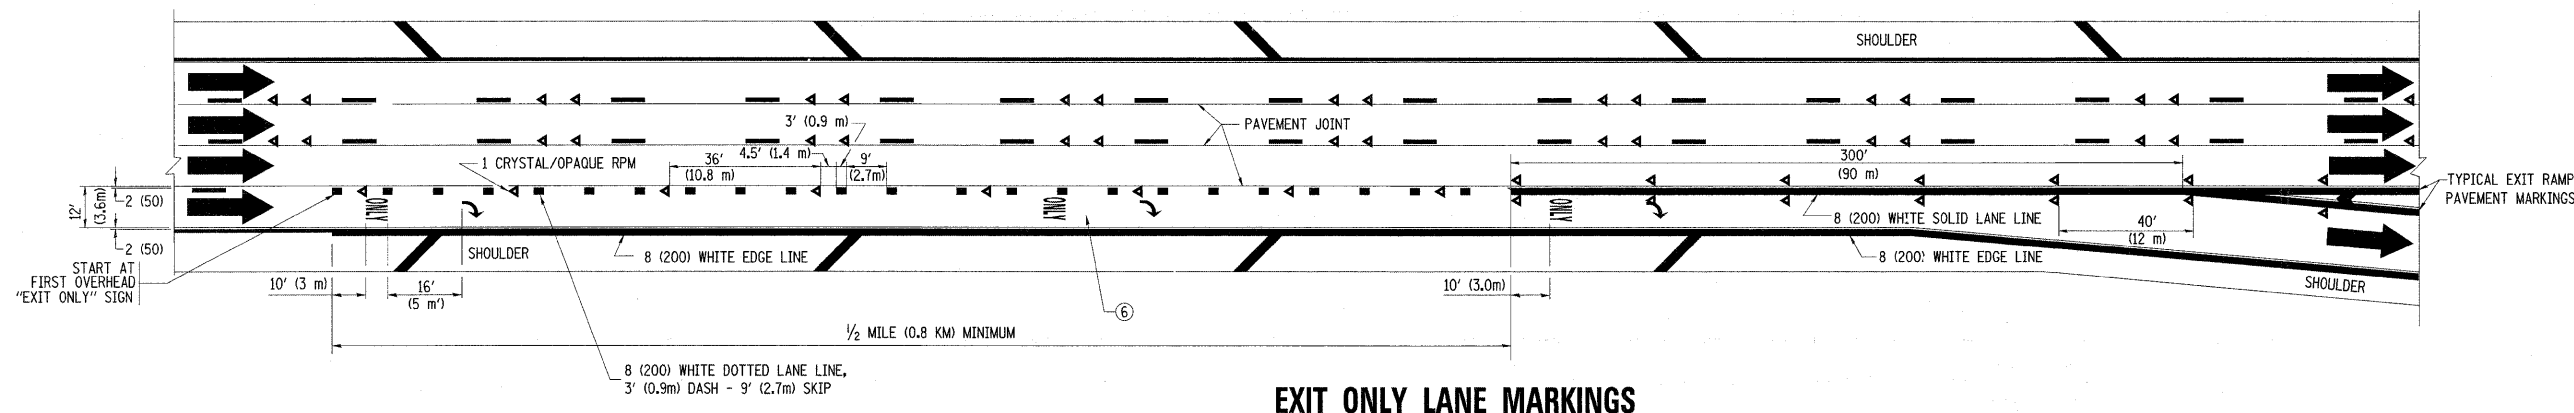 SHOULDER
3' (0.9 m)
PAVEMENT JOINT
1 CRYSTAL/OPAQUE RPM
36'
(10.8 m)
4.5' (1.4 m)
9'
(2.7m)
300'
(90 m)
TYPICAL EXIT RAMP
PAVEMENT MARKINGS
12'
(3.6m)
2 (50)
2 (50)
ONLY
ONLY
ONLY
8 (200) WHITE SOLID LANE LINE
40'
(12 m)
START AT
FIRST OVERHEAD
"EXIT ONLY" SIGN
SHOULDER
8 (200) WHITE EDGE LINE
8 (200) WHITE EDGE LINE
SHOULDER
10' (3 m)
16'
(5 m')
10' (3.0m)
6
1/2 MILE (0.8 KM) MINIMUM
8 (200) WHITE DOTTED LANE LINE,
3' (0.9m) DASH - 9' (2.7m) SKIP
EXIT ONLY LANE MARKINGS